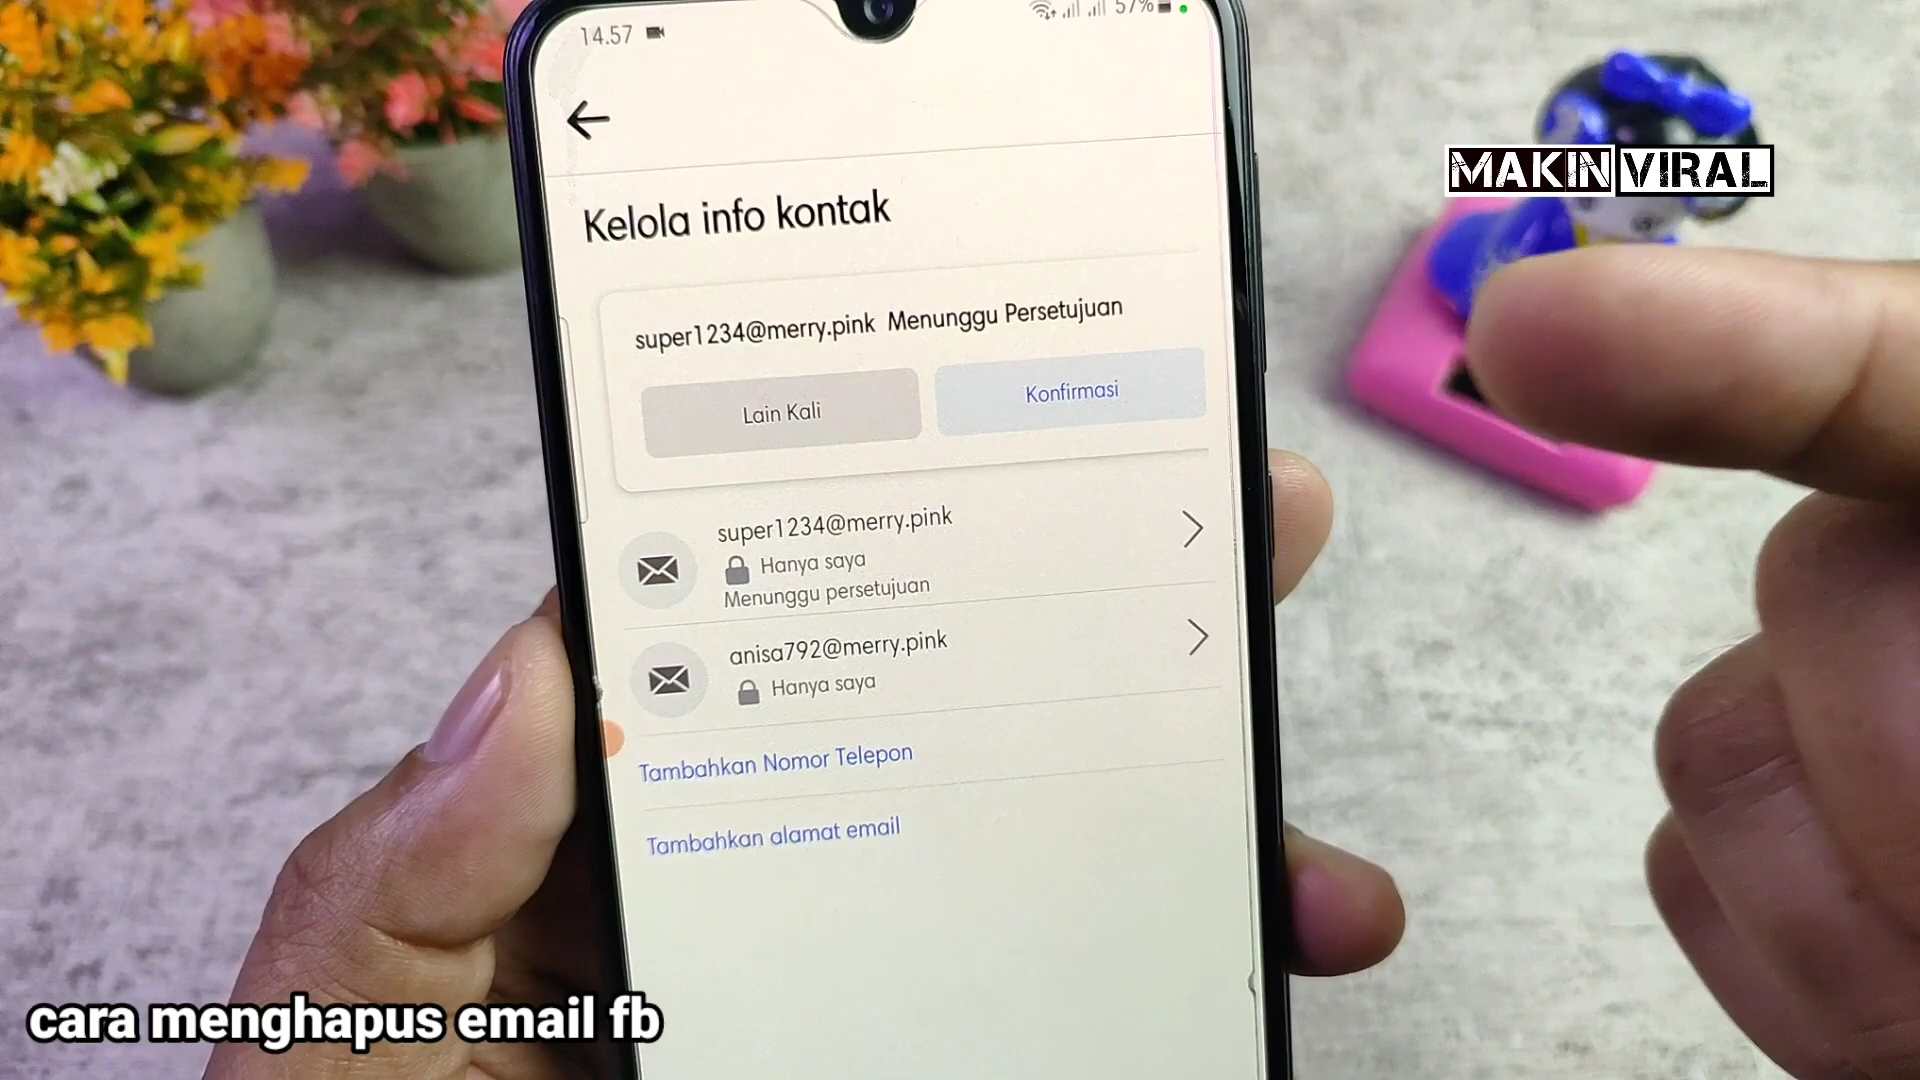 14.57
57%
MAKIN VIRAL
Kelola info kontak
super1234@merry.pink Menunggu Persetujuan
Lain Kali
Konfirmasi
super1234@merry.pink
Hanya saya
Menunggu persetujuan
anisa792@merry.pink
Hanya saya
Tambahkan Nomor Telepon
Tambahkan alamat email
cara menghapus email fb